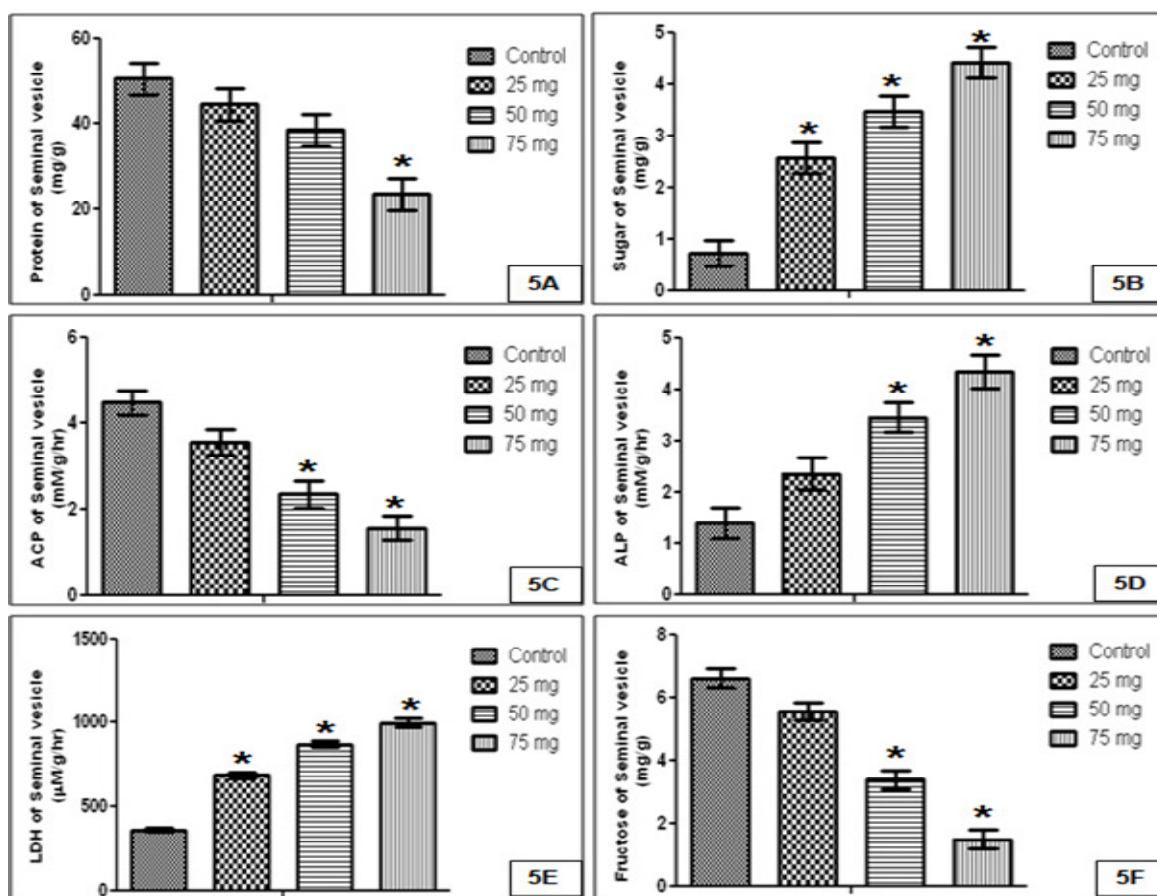 Protein of Seminal vesicle
(mg/g)
60
40
20
0
*
Control
25 mg
50 mg
75 mg
5A
Sugar of Seminal vesicle
(mg/g)
5
4
3
2
1
0
*
*
*
Control
25 mg
50 mg
75 mg
5B
ACP of Seminal vesicle
(mM/g/hr)
6
4
2
0
*
*
Control
25 mg
50 mg
75 mg
5C
ALP of Seminal vesicle
(mM/g/hr)
5
4
3
2
1
0
*
*
Control
25 mg
50 mg
75 mg
5D
LDH of Seminal vesicle
(µM/g/hr)
1500
1000
500
0
*
*
*
Control
25 mg
50 mg
75 mg
5E
Fructose of Seminal vesicle
(mg/g)
8
6
4
2
0
*
*
Control
25 mg
50 mg
75 mg
5F